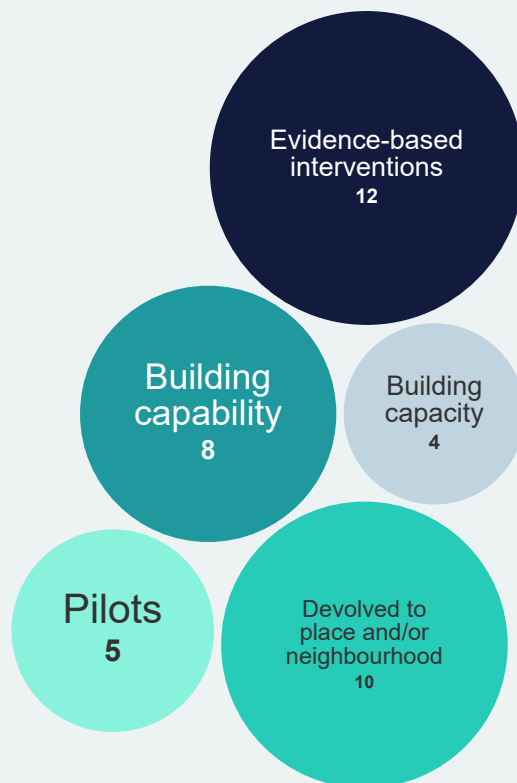 Evidence-based
interventions
12
Building
capability
8
Building
capacity
4
Pilots
5
Devolved to
place and/or
neighbourhood
10